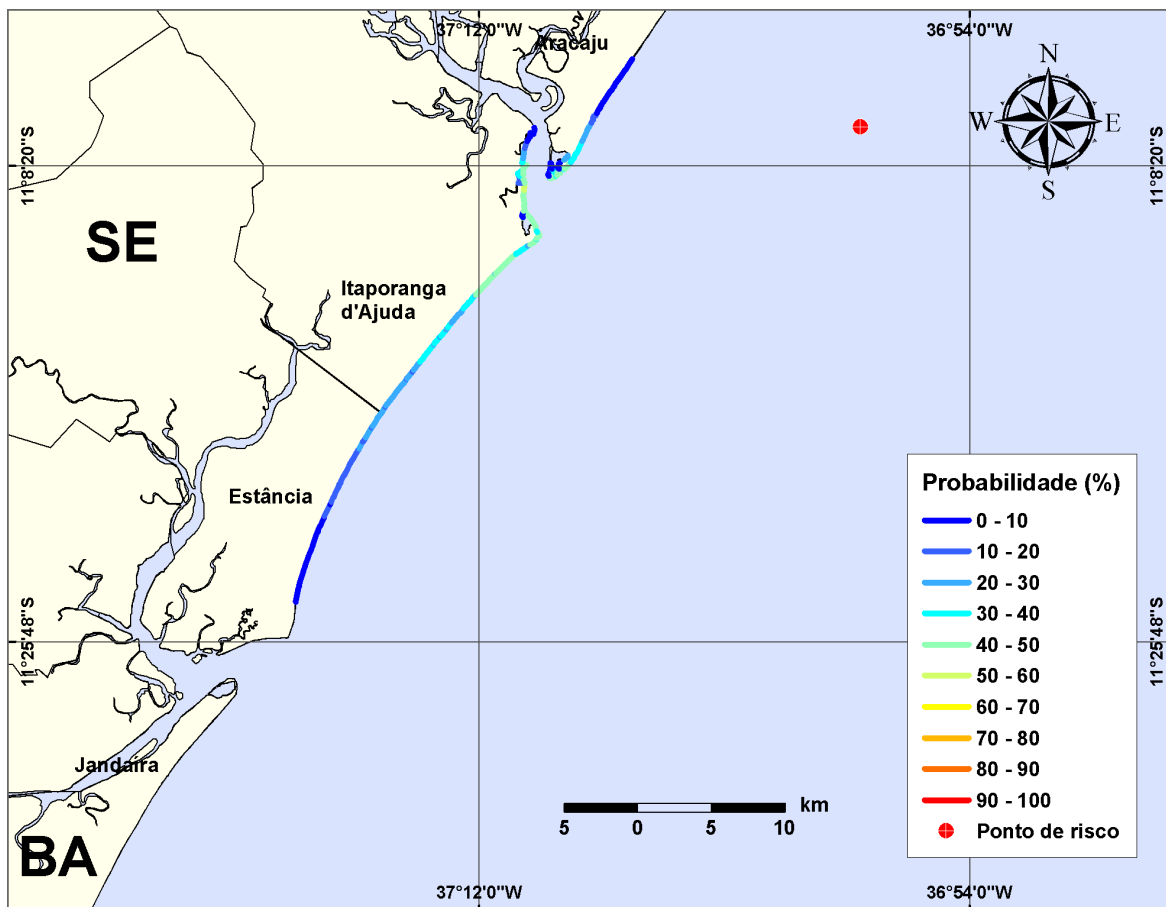 37°12'0"W
36°54'0"W
Aracaju
N
W
E
S
11°8'20"S
11°8'20"S
SE
Itaporanga
d'Ajuda
Probabilidade (%)
0 - 10
10 - 20
20 - 30
30 - 40
40 - 50
50 - 60
60 - 70
70 - 80
80 - 90
90 - 100
Ponto de risco
Estância
11°25'48"S
11°25'48"S
Jandaíra
BA
km
5
0
5
10
37°12'0"W
36°54'0"W